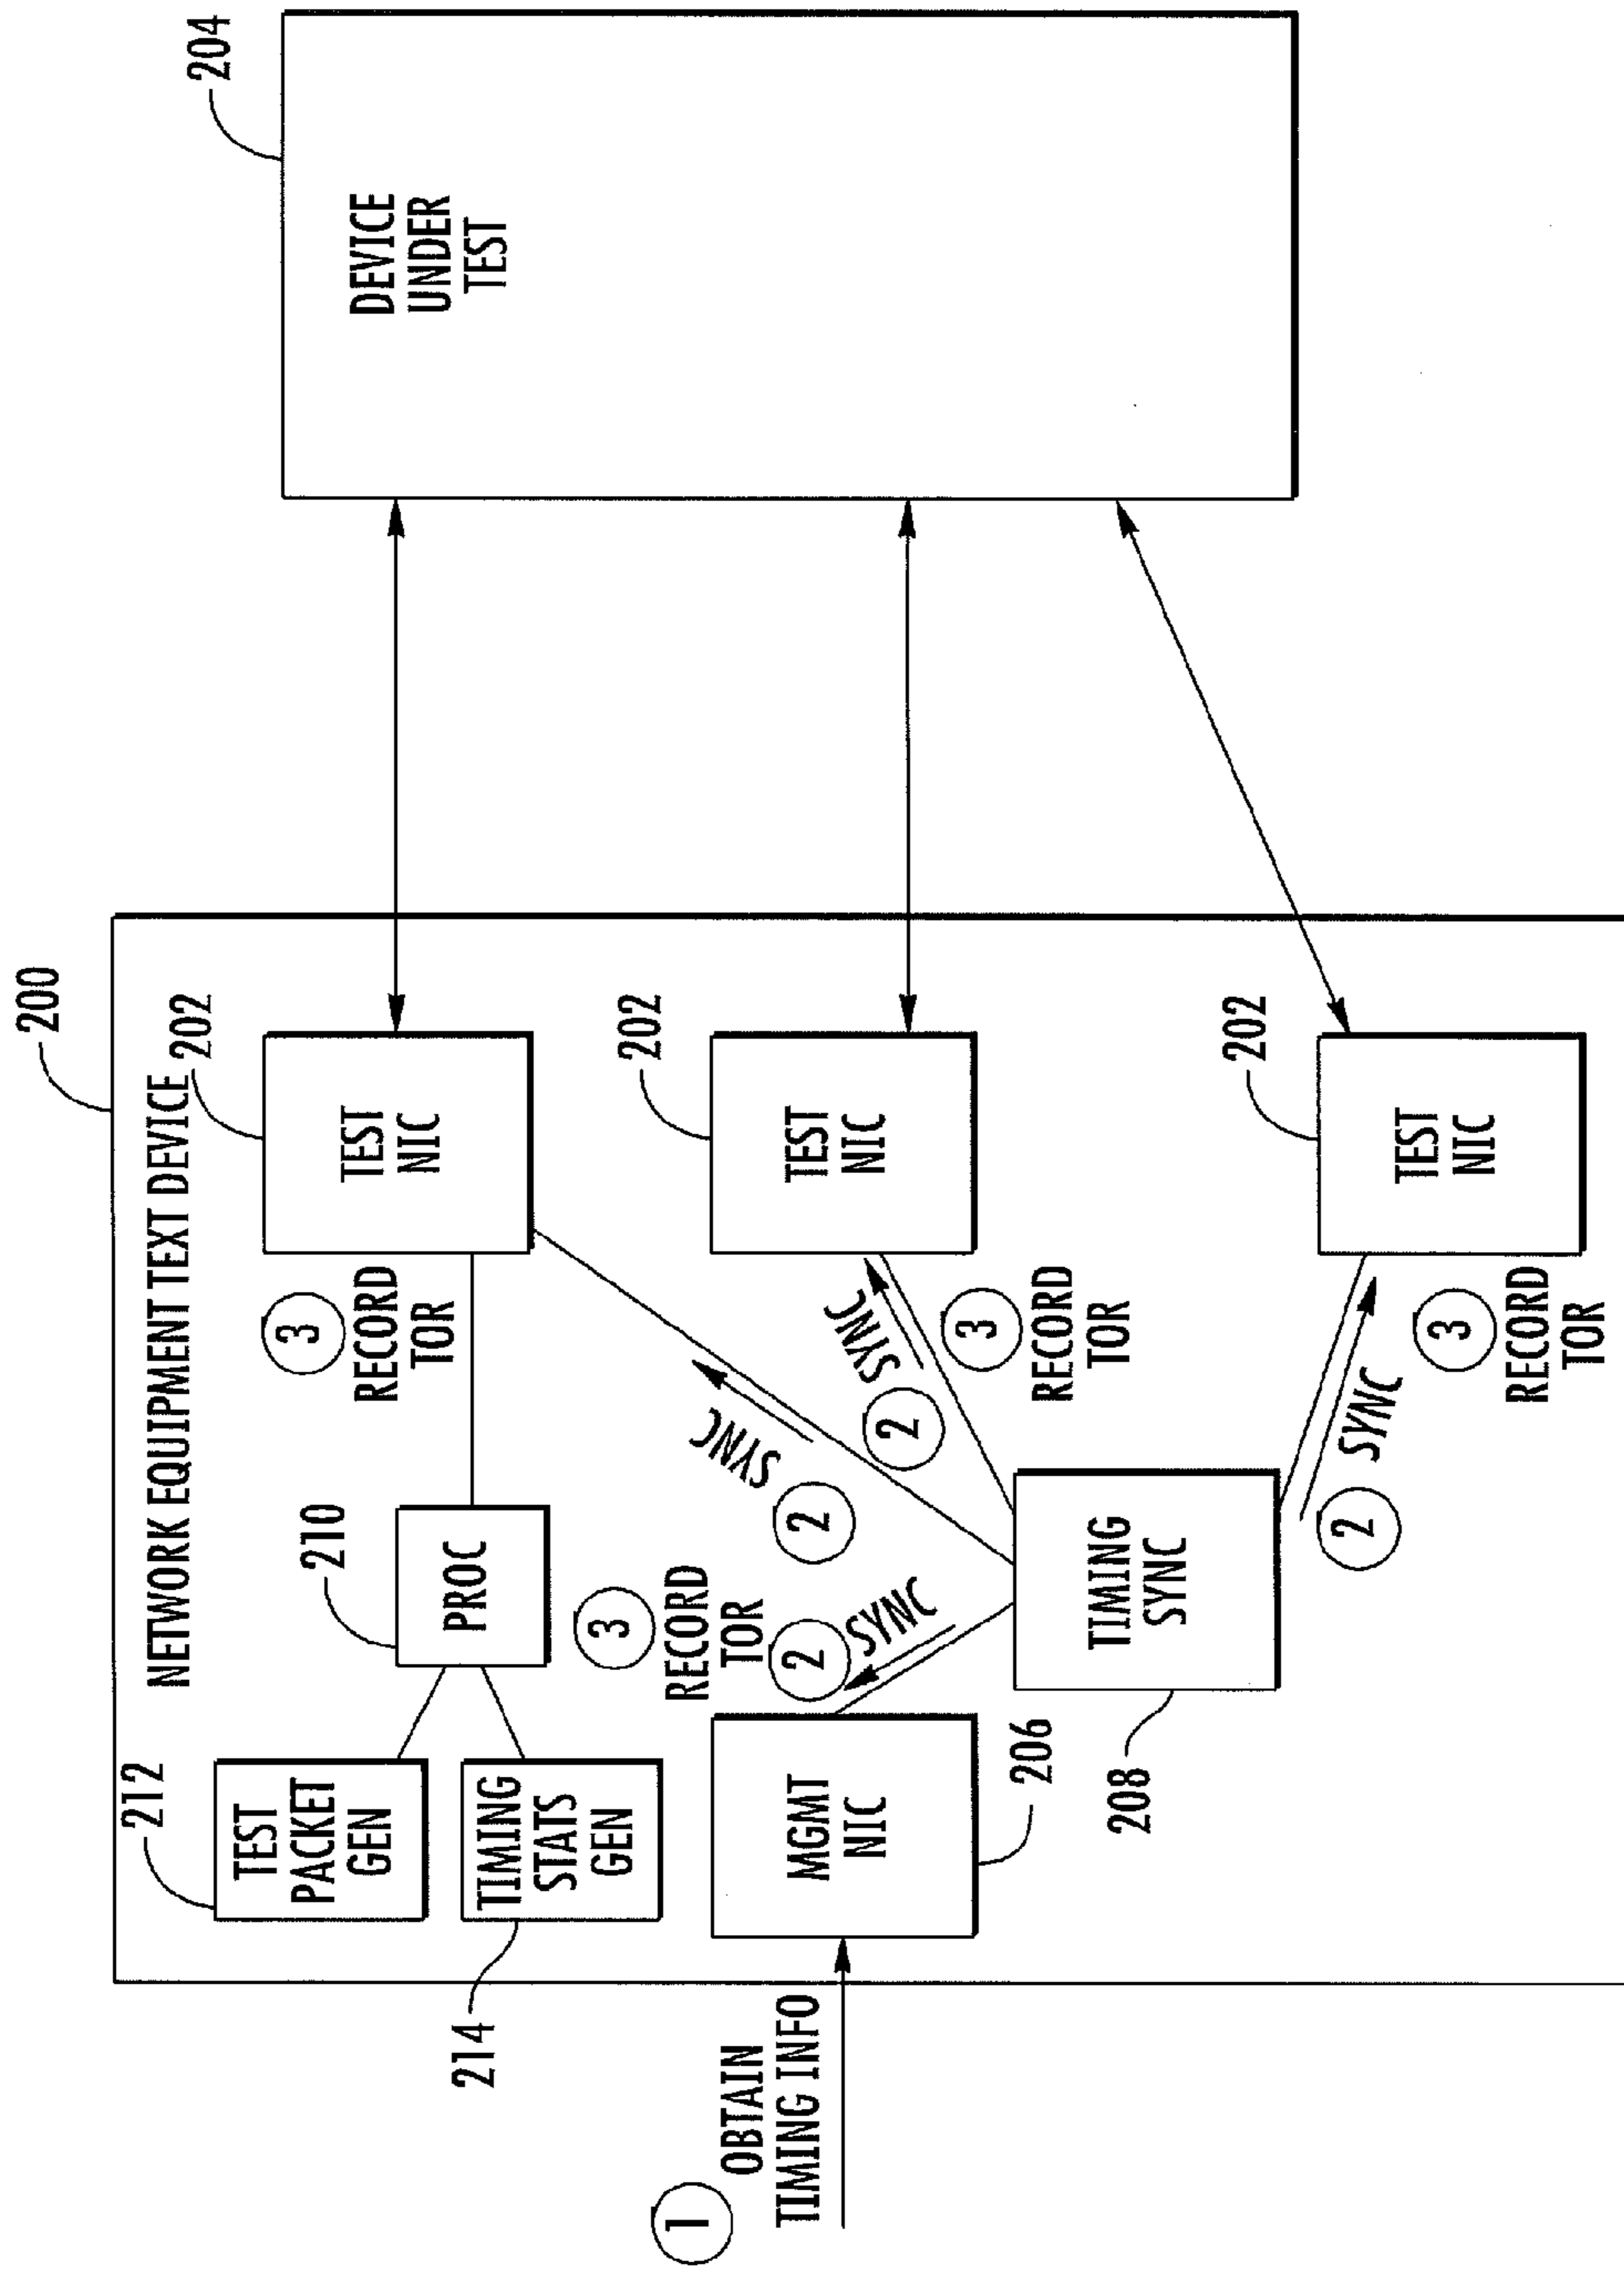 200
NETWORK EQUIPMENT TEXT DEVICE
204
DEVICE
UNDER
TEST
212
TEST
PACKET
GEN
214
TIMING
STATS
GEN
210
PROC
3
RECORD
TOR
202
TEST
NIC
1
OBTAIN
TIMING INFO
MGMT
NIC
206
3
RECORD
TOR
2
SYNC
2
SYNC
2
SYNC
202
TEST
NIC
3
RECORD
TOR
TIMING
SYNC
208
2
SYNC
202
TEST
NIC
3
RECORD
TOR